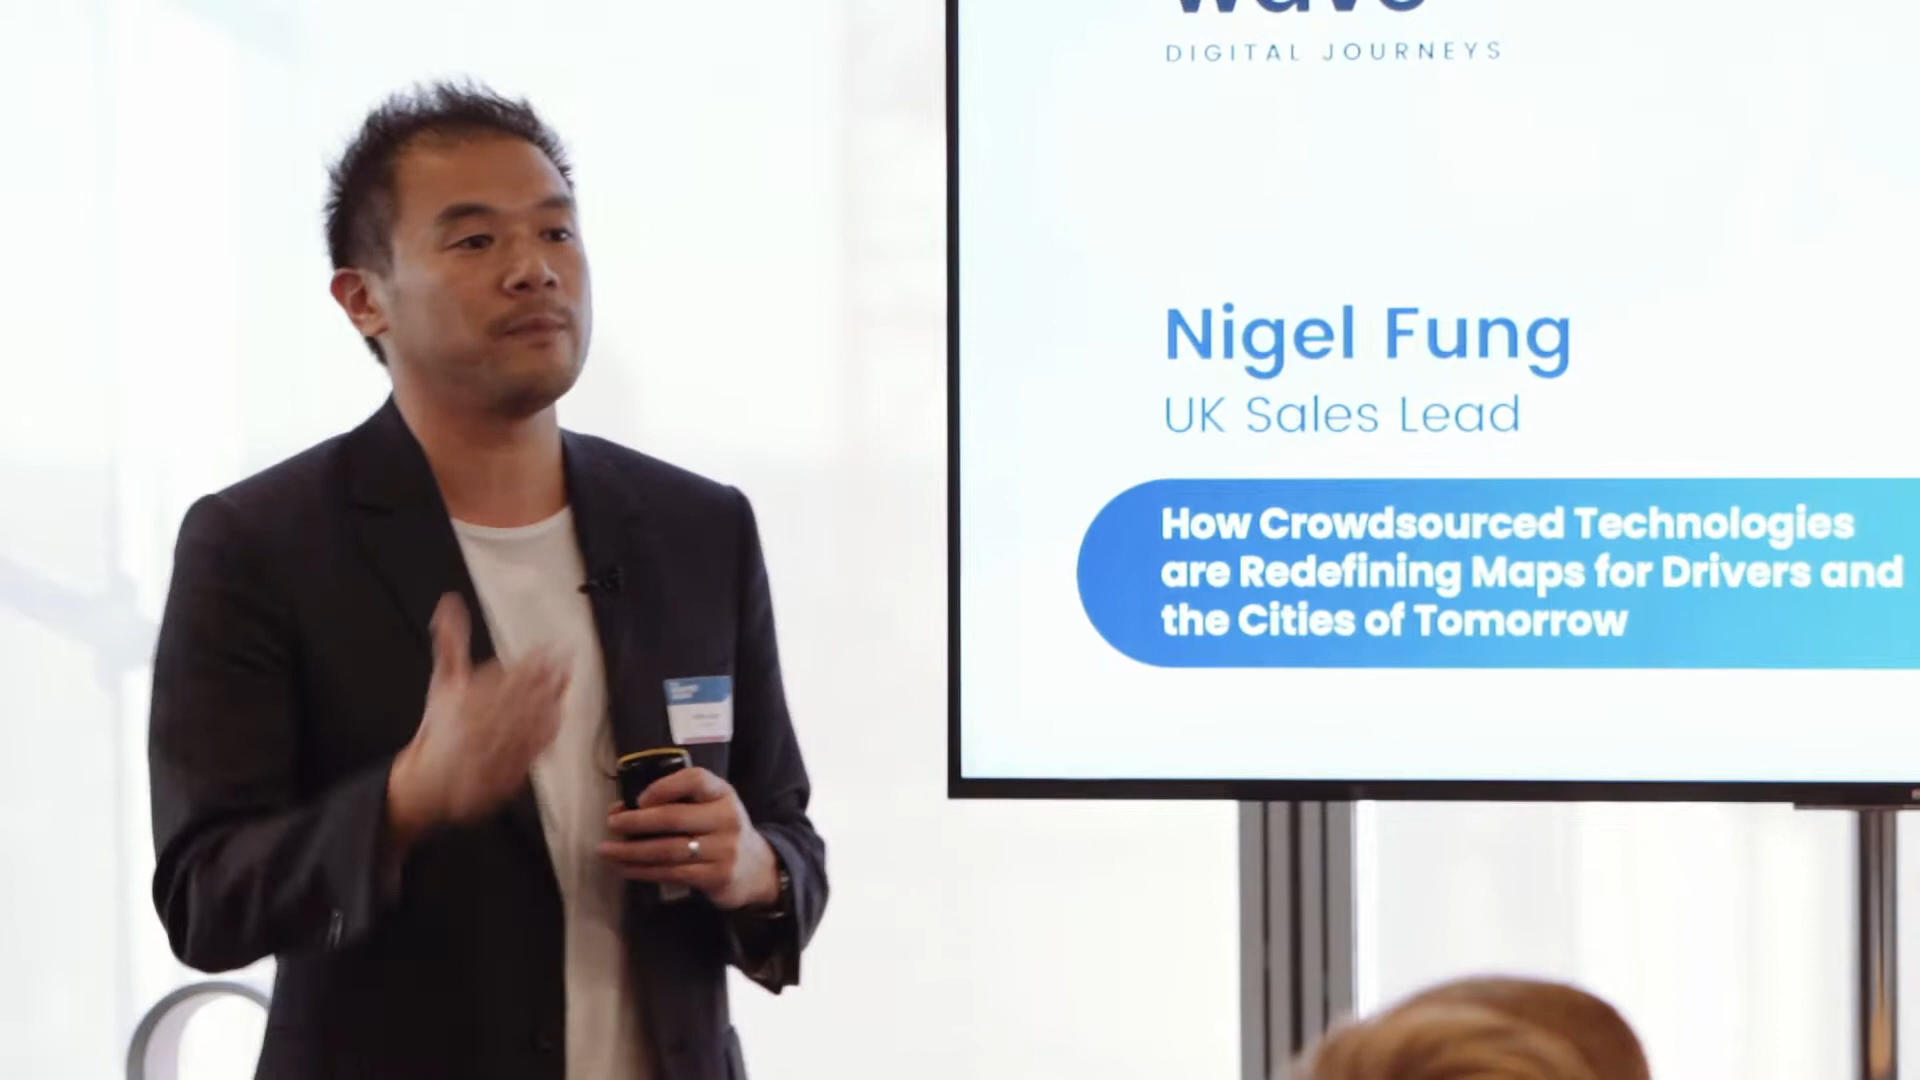 wave
DIGITAL JOURNEYS
Nigel Fung
UK Sales Lead
How Crowdsourced Technologies
are Redefining Maps for Drivers and
the Cities of Tomorrow